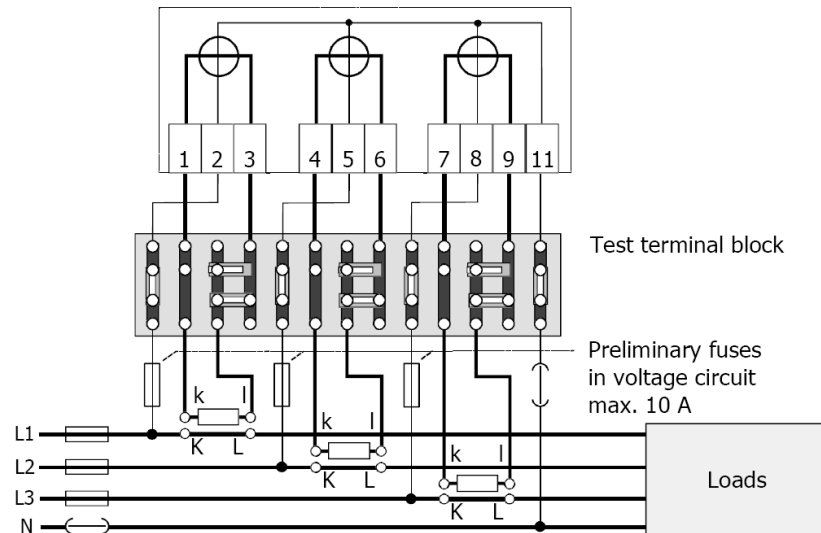 1 2 3 4 5 6 7 8 9 11
Test terminal block
Preliminary fuses
in voltage circuit
max. 10 A
k l
L1
K L
k l
L2
K L
k l
L3
K L
N
Loads